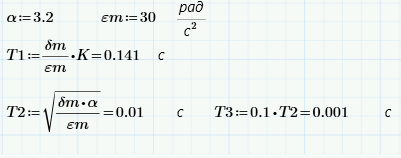 α:=3.2 εm:=30 рад/с²
T1:=δm/εm·K=0.141 с
T2:=√(δm·α/εm)=0.01 с T3:=0.1·T2=0.001 с